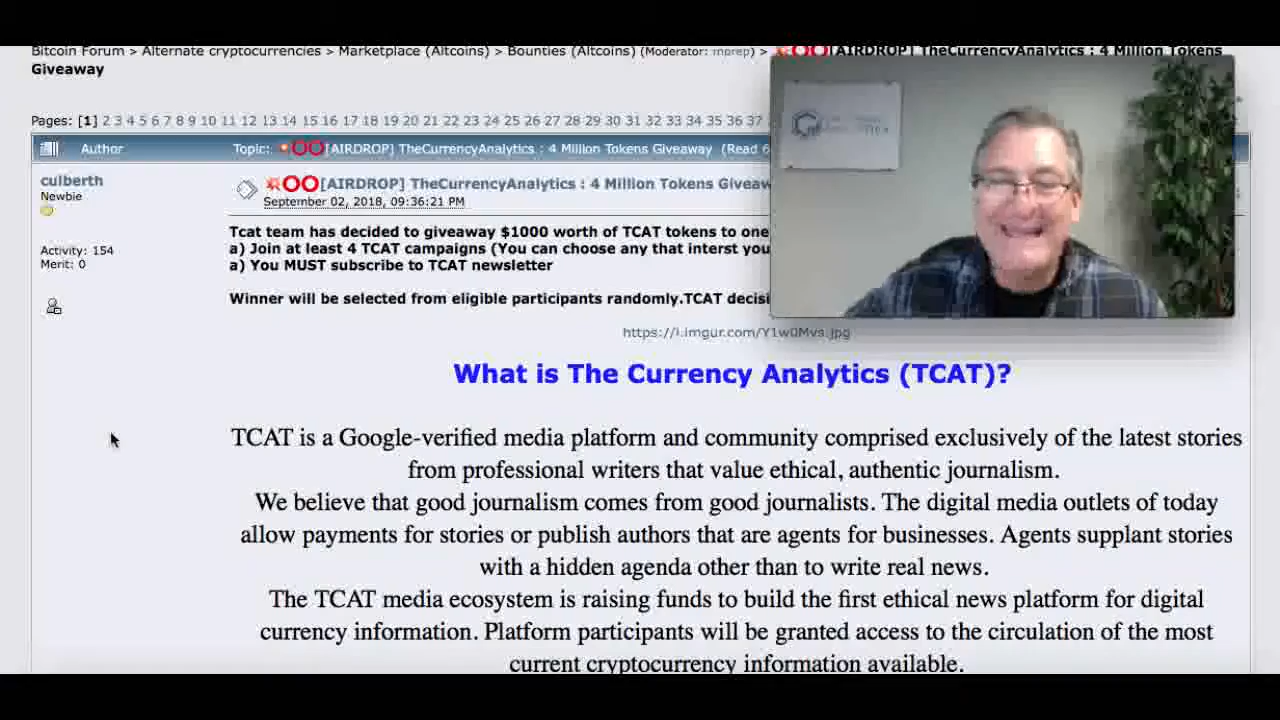 Bitcoin Forum > Alternate cryptocurrencies > Marketplace (Altcoins) > Bounties (Altcoins) (Moderator: mprep) > [AIRDROP] TheCurrencyAnalytics : 4 Million Tokens
Giveaway
Pages: [1] 2 3 4 5 6 7 8 9 10 11 12 13 14 15 16 17 18 19 20 21 22 23 24 25 26 27 28 29 30 31 32 33 34 35 36 37
Author Topic: [AIRDROP] TheCurrencyAnalytics : 4 Million Tokens Giveaway (Read 6
culberth
Newbie
Activity: 154
Merit: 0
[AIRDROP] TheCurrencyAnalytics : 4 Million Tokens Giveaw
September 02, 2018, 09:36:21 PM
Tcat team has decided to giveaway $1000 worth of TCAT tokens to one
a) Join at least 4 TCAT campaigns (You can choose any that interst you
a) You MUST subscribe to TCAT newsletter
Winner will be selected from eligible participants randomly.TCAT decisi
https://i.imgur.com/Y1w0Mvs.jpg
What is The Currency Analytics (TCAT)?
TCAT is a Google-verified media platform and community comprised exclusively of the latest stories
from professional writers that value ethical, authentic journalism.
We believe that good journalism comes from good journalists. The digital media outlets of today
allow payments for stories or publish authors that are agents for businesses. Agents supplant stories
with a hidden agenda other than to write real news.
The TCAT media ecosystem is raising funds to build the first ethical news platform for digital
currency information. Platform participants will be granted access to the circulation of the most
current cryptocurrency information available.